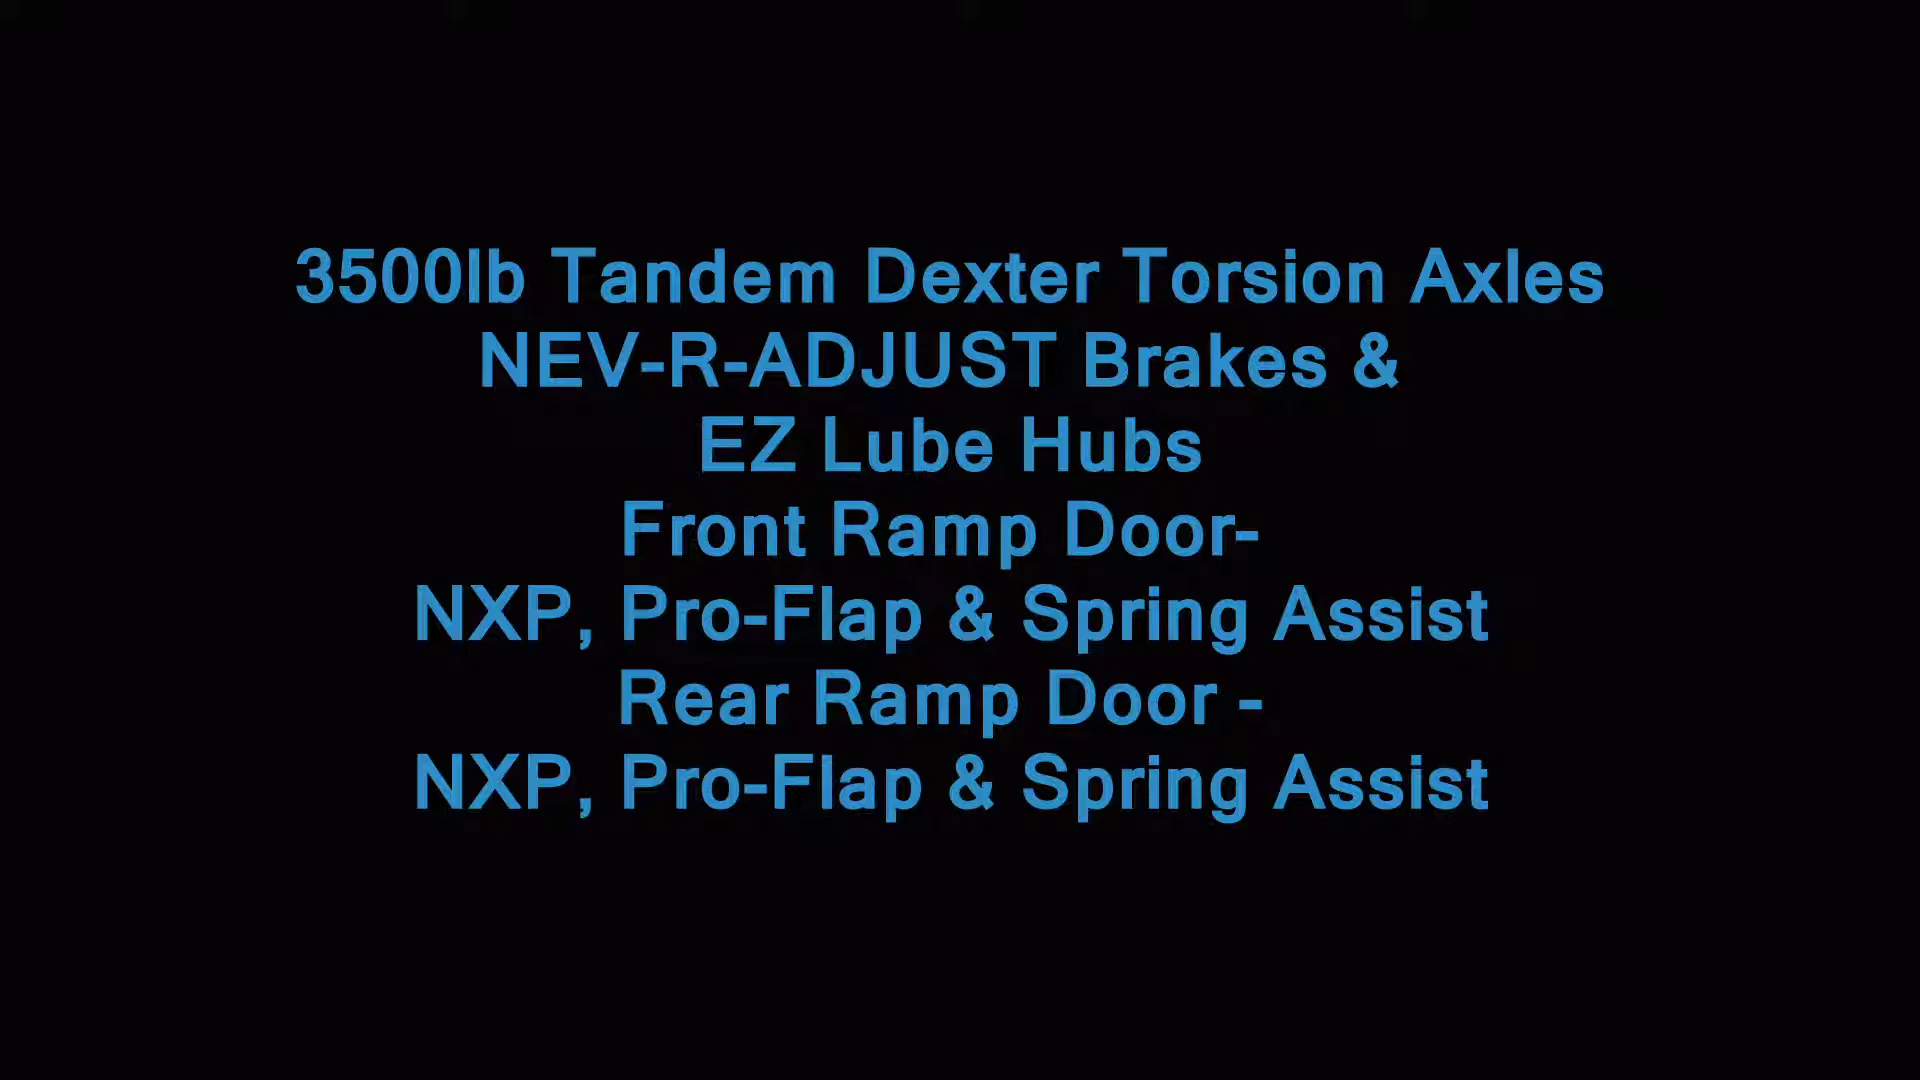 3500lb Tandem Dexter Torsion Axles
NEV-R-ADJUST Brakes &
EZ Lube Hubs
Front Ramp Door-
NXP, Pro-Flap & Spring Assist
Rear Ramp Door -
NXP, Pro-Flap & Spring Assist